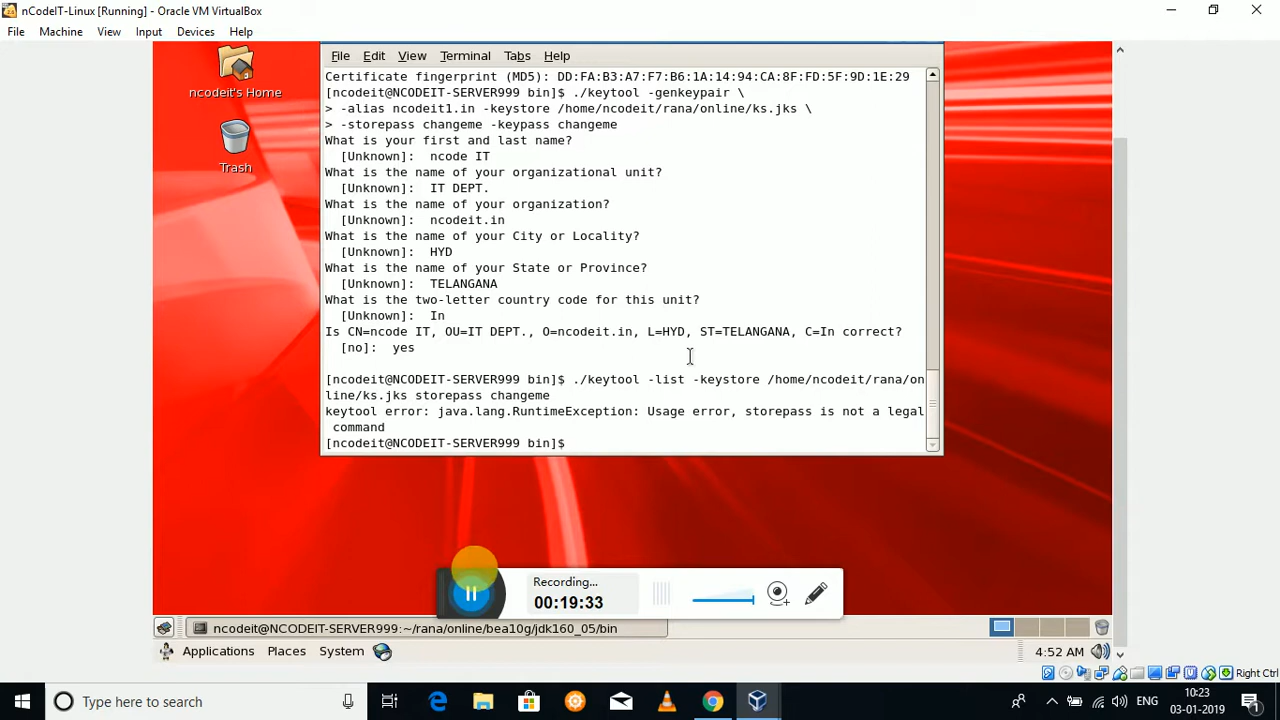 nCodeIT-Linux [Running] - Oracle VM VirtualBox
File Machine View Input Devices Help
ncodeit's Home
Trash
File Edit View Terminal Tabs Help
Certificate fingerprint (MD5): DD:FA:B3:A7:F7:B6:1A:14:94:CA:8F:FD:5F:9D:1E:29
[ncodeit@NCODEIT-SERVER999 bin]$ ./keytool -genkeypair \
> -alias ncodeit1.in -keystore /home/ncodeit/rana/online/ks.jks \
> -storepass changeme -keypass changeme
What is your first and last name?
[Unknown]: ncode IT
What is the name of your organizational unit?
[Unknown]: IT DEPT.
What is the name of your organization?
[Unknown]: ncodeit.in
What is the name of your City or Locality?
[Unknown]: HYD
What is the name of your State or Province?
[Unknown]: TELANGANA
What is the two-letter country code for this unit?
[Unknown]: In
Is CN=ncode IT, OU=IT DEPT., O=ncodeit.in, L=HYD, ST=TELANGANA, C=In correct?
[no]: yes
[ncodeit@NCODEIT-SERVER999 bin]$ ./keytool -list -keystore /home/ncodeit/rana/on
line/ks.jks storepass changeme
keytool error: java.lang.RuntimeException: Usage error, storepass is not a legal
command
[ncodeit@NCODEIT-SERVER999 bin]$
Recording...
00:19:33
ncodeit@NCODEIT-SERVER999:~/rana/online/bea10g/jdk160_05/bin
Applications Places System
4:52 AM
Right Ctrl
Type here to search
ENG
10:23
03-01-2019
1